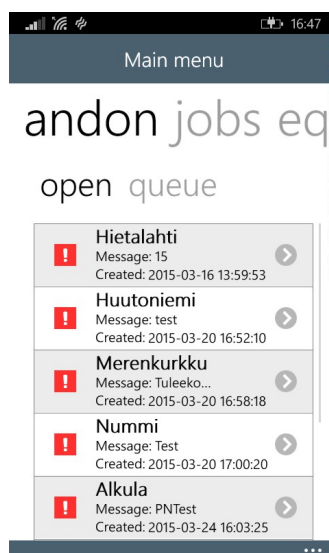 16:47
Main menu
andon jobs eq
open queue
Hietalahti
Message: 15
Created: 2015-03-16 13:59:53
Huutoniemi
Message: test
Created: 2015-03-20 16:52:10
Merenkurkku
Message: Tuleeko...
Created: 2015-03-20 16:58:18
Nummi
Message: Test
Created: 2015-03-20 17:00:20
Alkula
Message: PNTest
Created: 2015-03-24 16:03:25